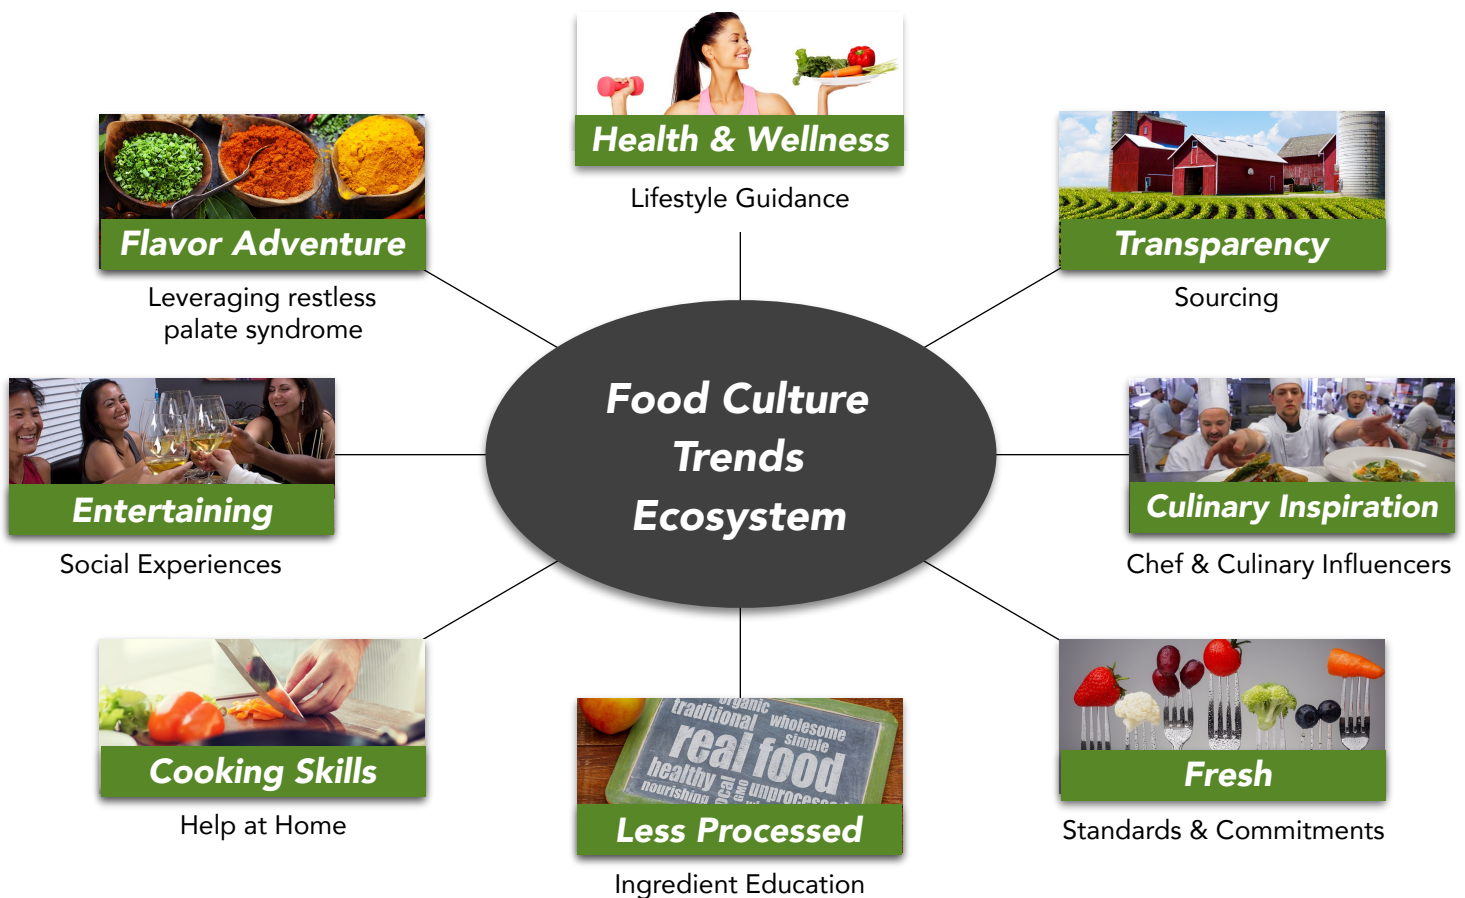 Health & Wellness
Lifestyle Guidance
Flavor Adventure
Leveraging restless
palate syndrome
Transparency
Sourcing
Food Culture
Trends
Ecosystem
Entertaining
Social Experiences
Culinary Inspiration
Chef & Culinary Influencers
Cooking Skills
Help at Home
organic
traditional
wholesome
simple
real food
healthy
nourishing
GMO
Less Processed
Ingredient Education
Fresh
Standards & Commitments